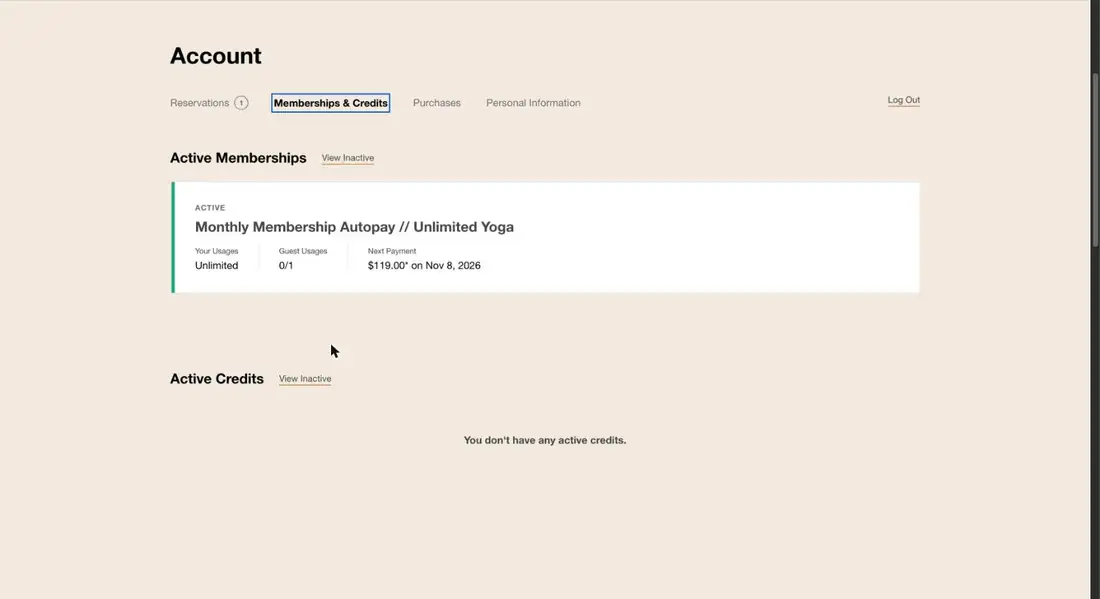 Account
Reservations 1 Memberships & Credits Purchases Personal Information Log Out
Active Memberships View Inactive
ACTIVE
Monthly Membership Autopay // Unlimited Yoga
Your Usages Guest Usages Next Payment
Unlimited 0/1 $119.00* on Nov 8, 2026
Active Credits View Inactive
You don't have any active credits.